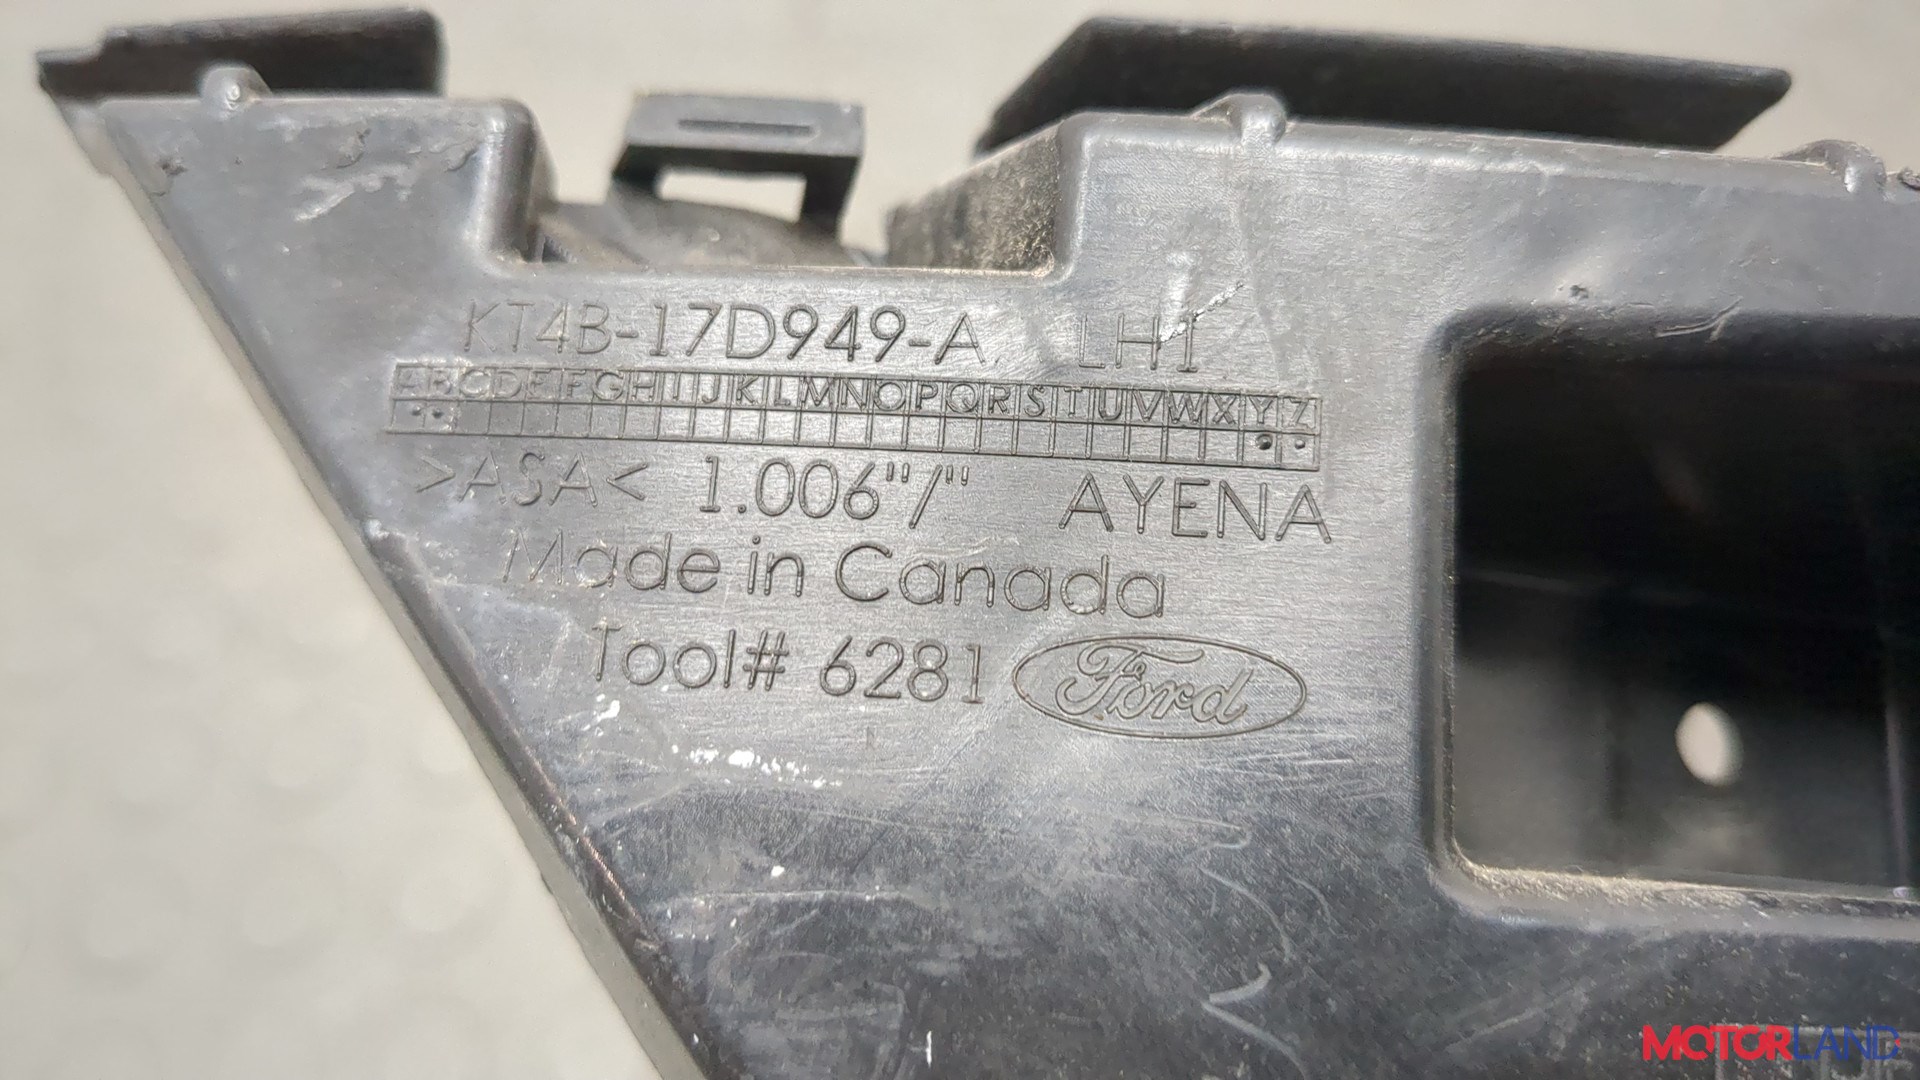 KT4B-17D949-A LH1
ABCDEFGHIJKLMNOPQRSTUVWXYZ
>ASA< 1.006"/" AYENA
Made in Canada
Tool# 6281 Ford
MOTORLAND